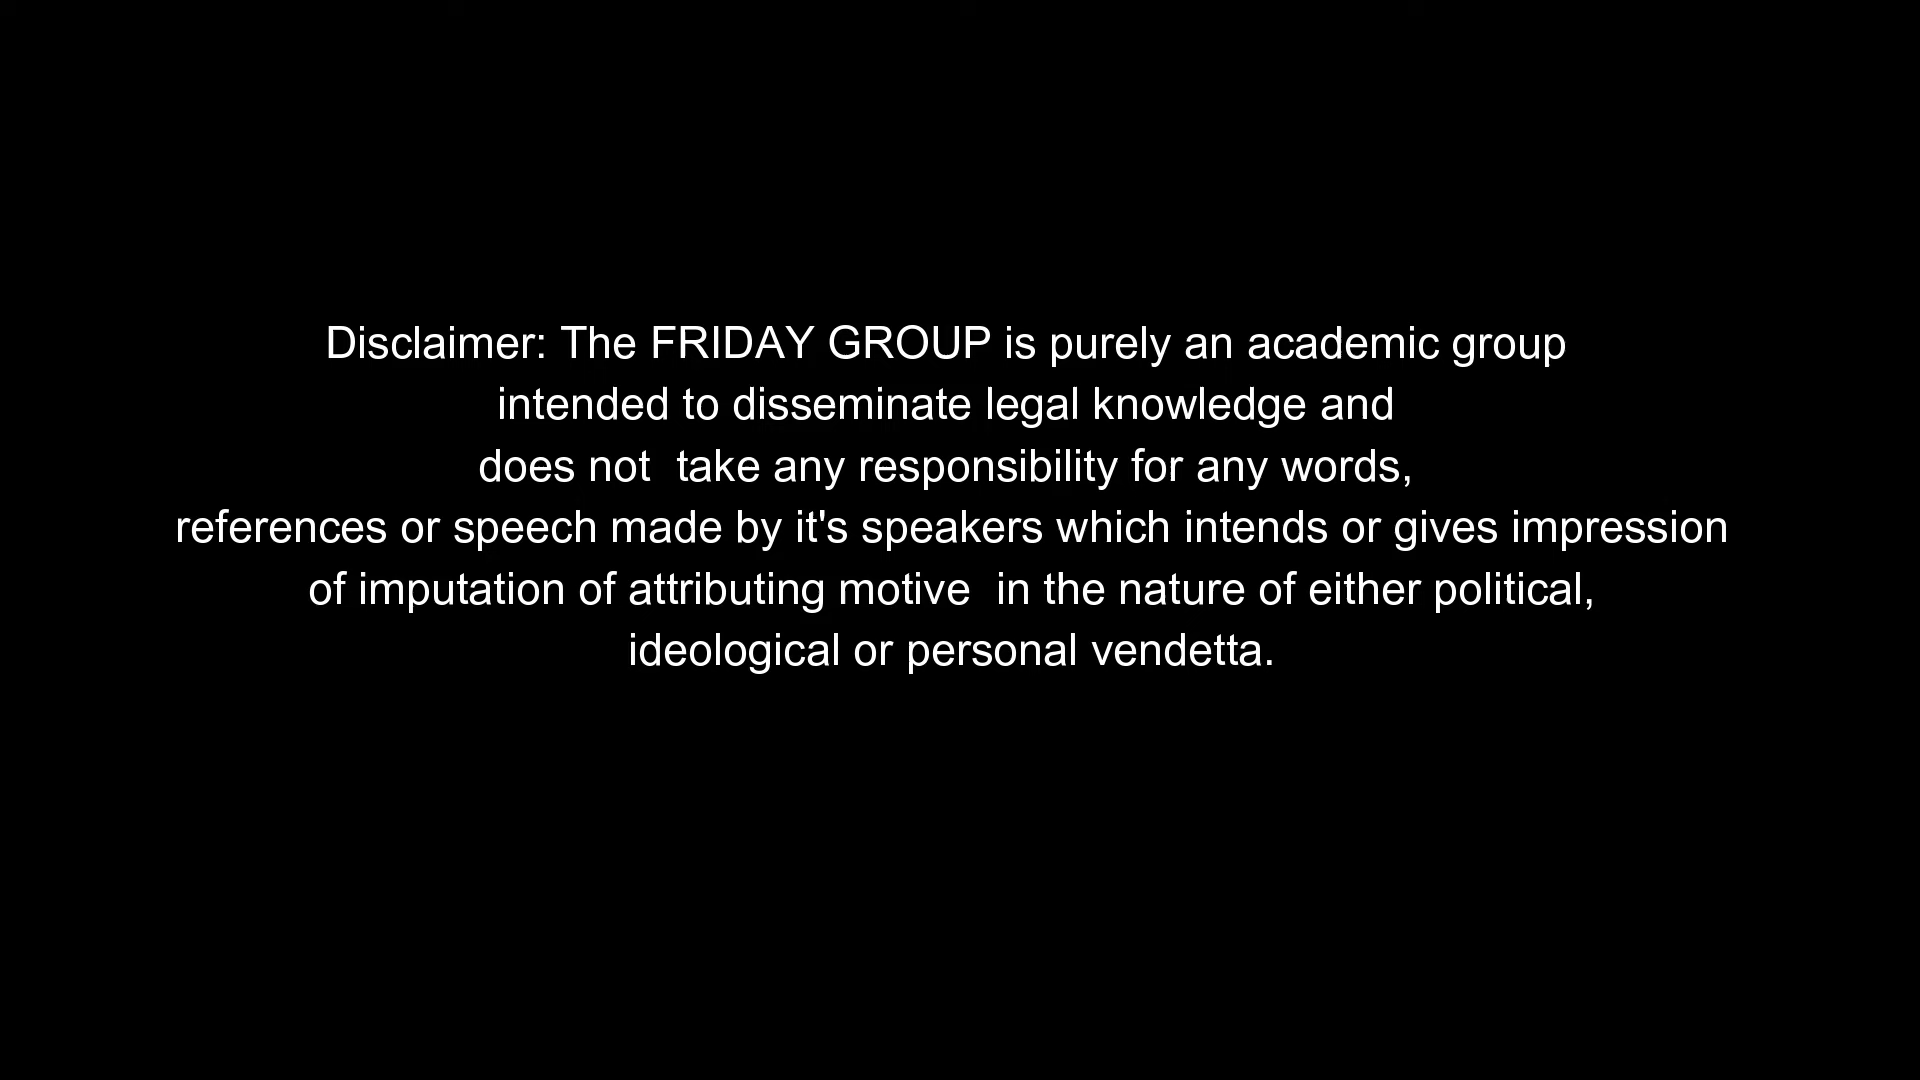 Disclaimer: The FRIDAY GROUP is purely an academic group
intended to disseminate legal knowledge and
does not  take any responsibility for any words,
references or speech made by it's speakers which intends or gives impression
of imputation of attributing motive  in the nature of either political,
ideological or personal vendetta.